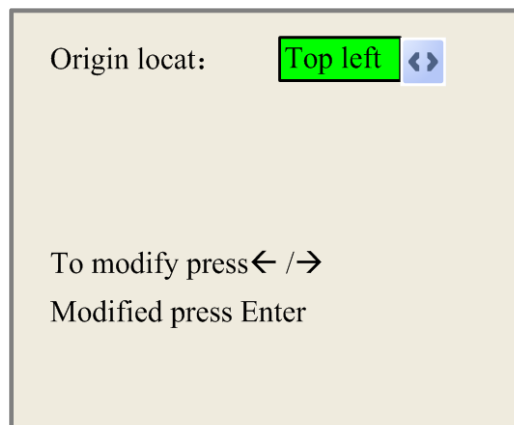 Origin locat： Top left
To modify press← /→
Modified press Enter